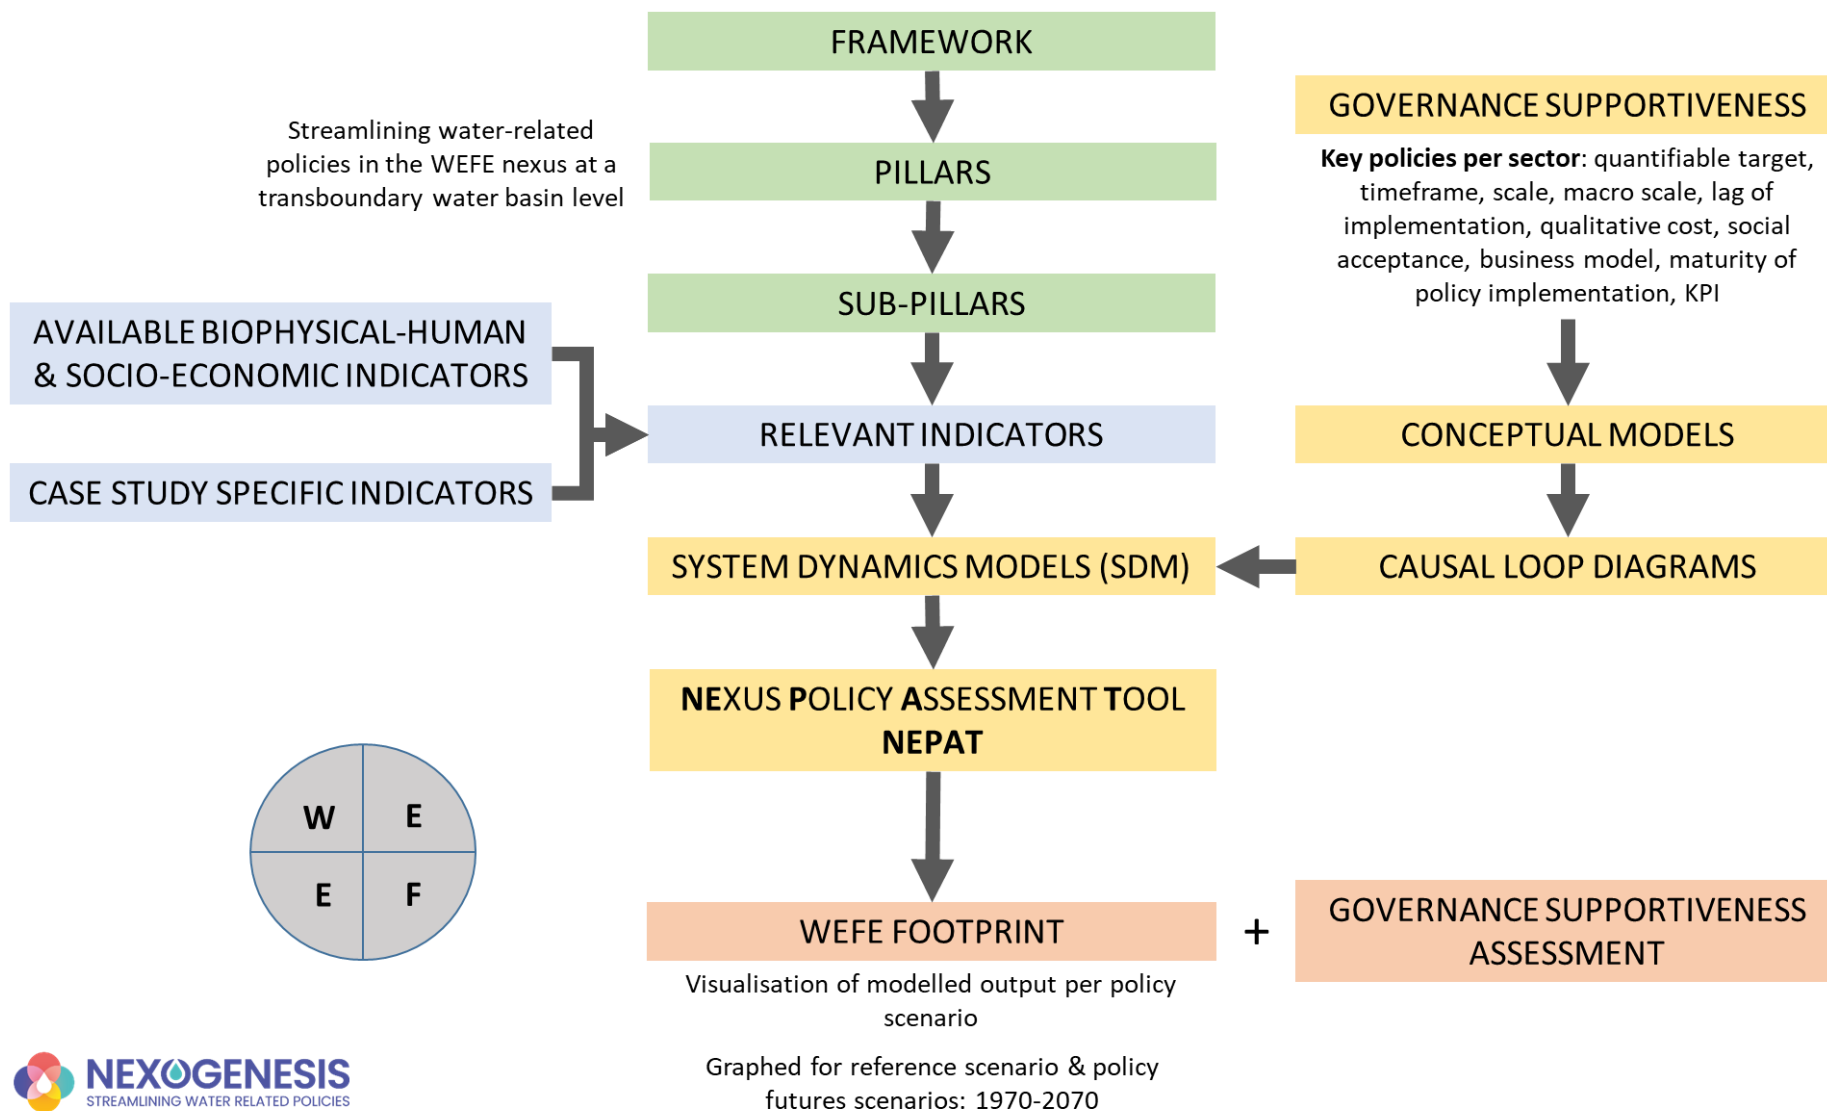 FRAMEWORK
Streamlining water-related
policies in the WEFE nexus at a
transboundary water basin level
PILLARS
SUB-PILLARS
GOVERNANCE SUPPORTIVENESS
Key policies per sector: quantifiable target,
timeframe, scale, macro scale, lag of
implementation, qualitative cost, social
acceptance, business model, maturity of
policy implementation, KPI
AVAILABLE BIOPHYSICAL-HUMAN
& SOCIO-ECONOMIC INDICATORS
CASE STUDY SPECIFIC INDICATORS
RELEVANT INDICATORS
CONCEPTUAL MODELS
SYSTEM DYNAMICS MODELS (SDM)
CAUSAL LOOP DIAGRAMS
NEXUS POLICY ASSESSMENT TOOL
NEPAT
W E
E F
WEFE FOOTPRINT
+
GOVERNANCE SUPPORTIVENESS
ASSESSMENT
Visualisation of modelled output per policy
scenario
Graphed for reference scenario & policy
futures scenarios: 1970-2070
NEXOGENESIS
STREAMLINING WATER RELATED POLICIES